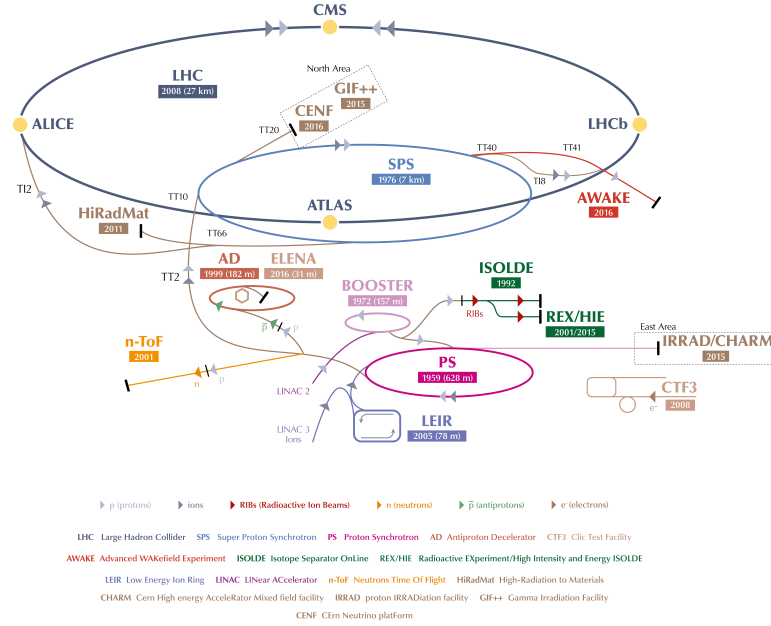 CMS
LHC
2008 (27 km)
North Area
GIF++
2015
CENF
2016
TT20
ALICE
LHCb
TT40
TT41
SPS
1976 (7 km)
TI2
TT10
TI8
ATLAS
AWAKE
2016
HiRadMat
2011
TT66
TT2
AD
1999 (182 m)
ELENA
2016 (31 m)
BOOSTER
1972 (157 m)
ISOLDE
1992
RIBs
REX/HIE
2001/2015
p̅
p
East Area
IRRAD/CHARM
2015
n-ToF
2001
n
p
PS
1959 (628 m)
LINAC 2
CTF3
2008
e-
LINAC 3
Ions
LEIR
2005 (78 m)
p (protons) ions RIBs (Radioactive Ion Beams) n (neutrons) p̅ (antiprotons) e- (electrons)
LHC Large Hadron Collider SPS Super Proton Synchrotron PS Proton Synchrotron AD Antiproton Decelerator CTF3 Clic Test Facility
AWAKE Advanced WAKefield Experiment ISOLDE Isotope Separator OnLine REX/HIE Radioactive EXperiment/High Intensity and Energy ISOLDE
LEIR Low Energy Ion Ring LINAC LINear ACcelerator n-ToF Neutrons Time Of Flight HiRadMat High-Radiation to Materials
CHARM Cern High energy AcceleRator Mixed field facility IRRAD proton IRRADiation facility GIF++ Gamma Irradiation Facility
CENF CErn Neutrino platForm